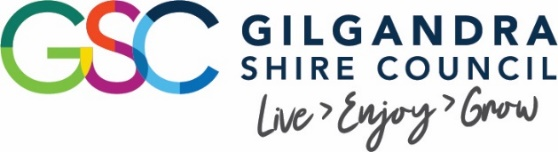 GSC
GILGANDRA
SHIRE COUNCIL
Live > Enjoy > Grow